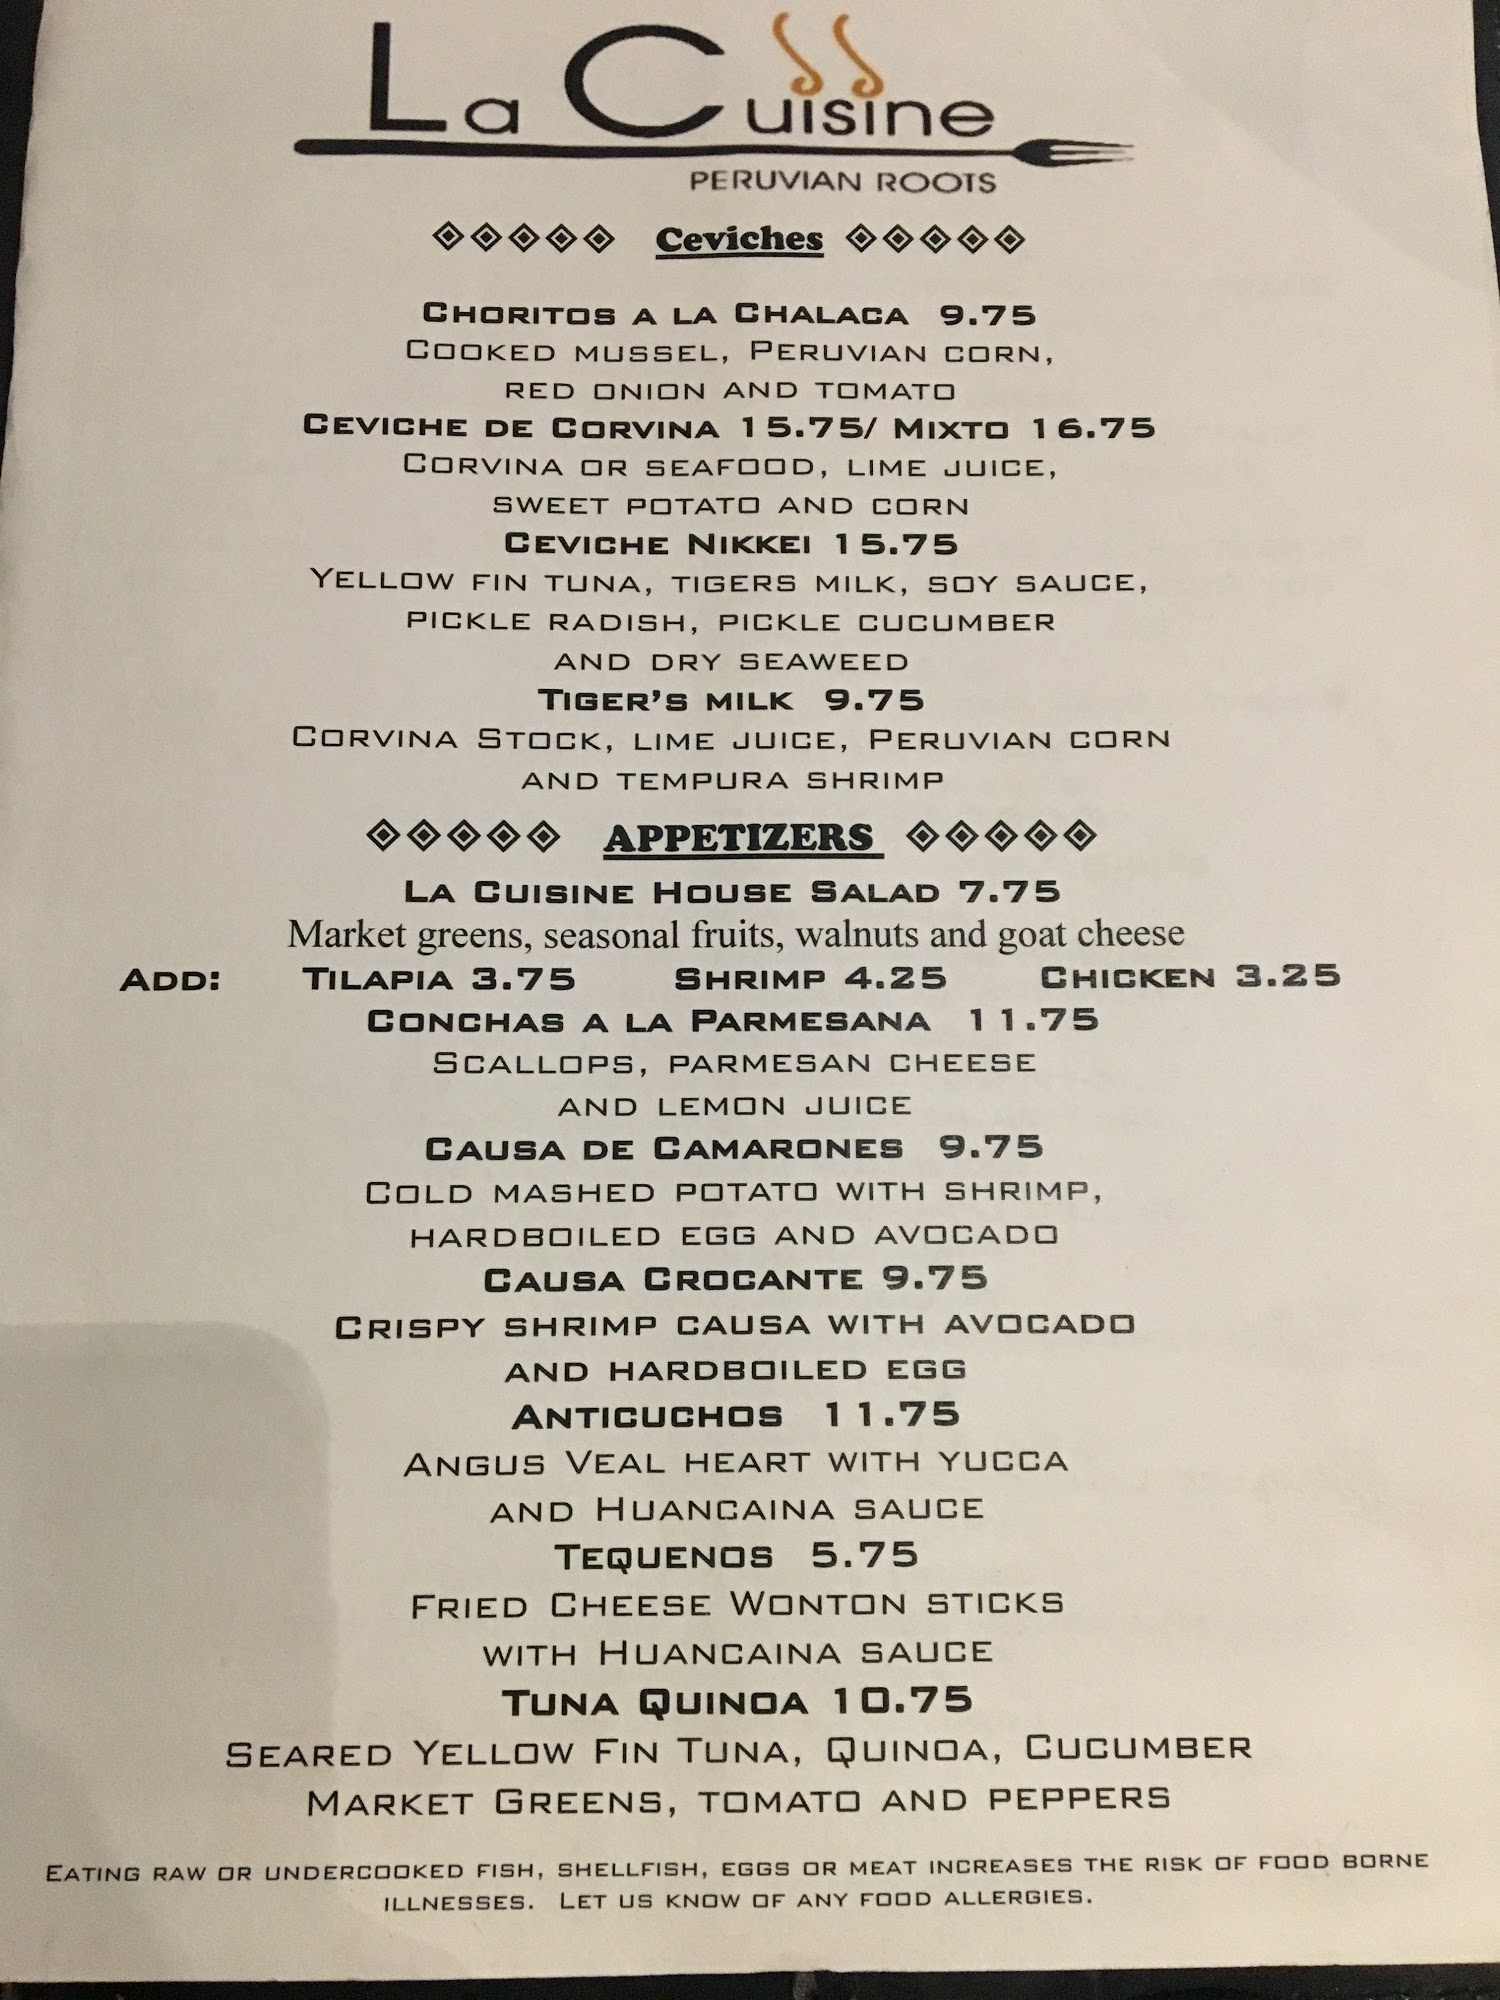 La Cuisine
PERUVIAN ROOTS
Ceviches
CHORITOS A LA CHALACA 9.75
COOKED MUSSEL, PERUVIAN CORN,
RED ONION AND TOMATO
CEVICHE DE CORVINA 15.75/ MIXTO 16.75
CORVINA OR SEAFOOD, LIME JUICE,
SWEET POTATO AND CORN
CEVICHE NIKKEI 15.75
YELLOW FIN TUNA, TIGERS MILK, SOY SAUCE,
PICKLE RADISH, PICKLE CUCUMBER
AND DRY SEAWEED
TIGER'S MILK 9.75
CORVINA STOCK, LIME JUICE, PERUVIAN CORN
AND TEMPURA SHRIMP
APPETIZERS
LA CUISINE HOUSE SALAD 7.75
Market greens, seasonal fruits, walnuts and goat cheese
ADD: TILAPIA 3.75 SHRIMP 4.25 CHICKEN 3.25
CONCHAS A LA PARMESANA 11.75
SCALLOPS, PARMESAN CHEESE
AND LEMON JUICE
CAUSA DE CAMARONES 9.75
COLD MASHED POTATO WITH SHRIMP,
HARDBOILED EGG AND AVOCADO
CAUSA CROCANTE 9.75
CRISPY SHRIMP CAUSA WITH AVOCADO
AND HARDBOILED EGG
ANTICUCHOS 11.75
ANGUS VEAL HEART WITH YUCCA
AND HUANCAINA SAUCE
TEQUENOS 5.75
FRIED CHEESE WONTON STICKS
WITH HUANCAINA SAUCE
TUNA QUINOA 10.75
SEARED YELLOW FIN TUNA, QUINOA, CUCUMBER
MARKET GREENS, TOMATO AND PEPPERS
EATING RAW OR UNDERCOOKED FISH, SHELLFISH, EGGS OR MEAT INCREASES THE RISK OF FOOD BORNE
ILLNESSES. LET US KNOW OF ANY FOOD ALLERGIES.